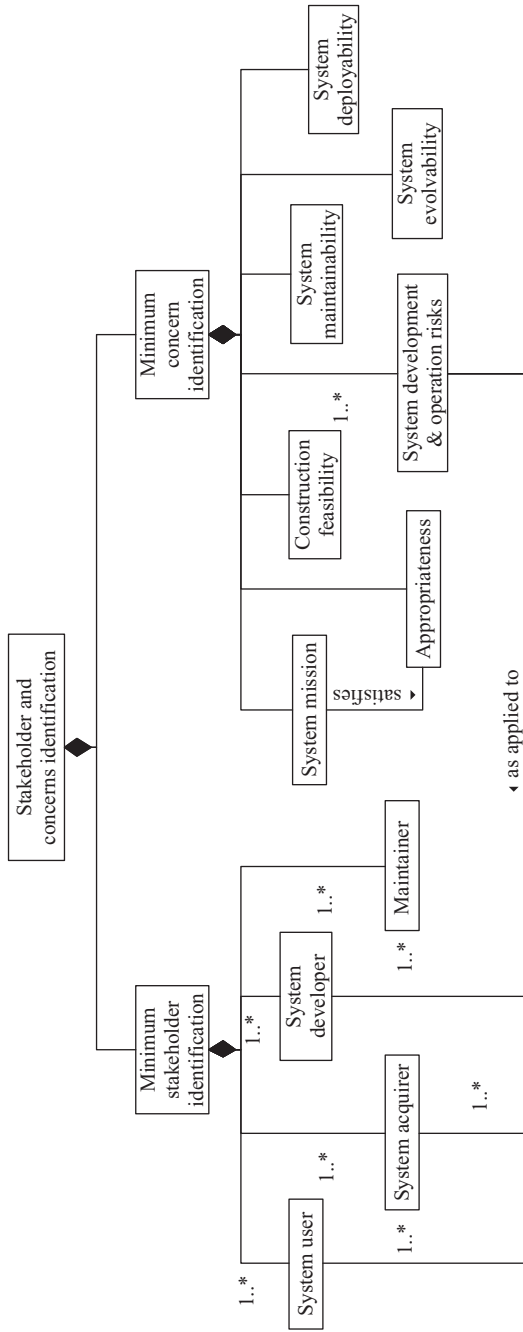 Stakeholder and
concerns identification
Minimum
stakeholder
identification
Minimum
concern
identification
1..*
System user
1..*
System acquirer
1..*
System
developer
1..*
Maintainer
1..*
1..*
1..*
System mission
◂ satisfies
Appropriateness
Construction
feasibility
1..*
System development
& operation risks
System
maintainability
System
evolvability
System
deployability
◂ as applied to